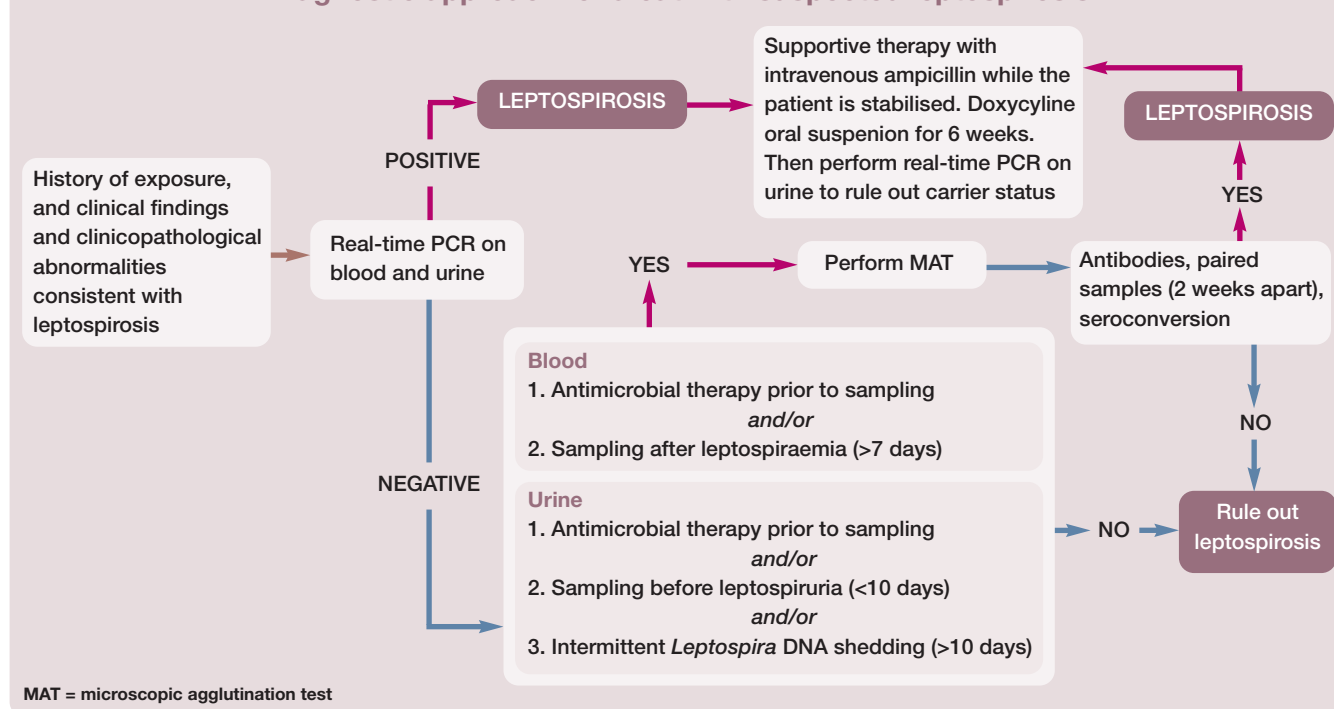 Supportive therapy with
intravenous ampicillin while the
patient is stabilised. Doxycyline
oral suspenion for 6 weeks.
Then perform real-time PCR on
urine to rule out carrier status
LEPTOSPIROSIS
LEPTOSPIROSIS
POSITIVE
YES
History of exposure,
and clinical findings
and clinicopathological
abnormalities
consistent with
leptospirosis
Real-time PCR on
blood and urine
YES
Perform MAT
Antibodies, paired
samples (2 weeks apart),
seroconversion
Blood
1. Antimicrobial therapy prior to sampling
and/or
2. Sampling after leptospiraemia (>7 days)
NO
NEGATIVE
Urine
1. Antimicrobial therapy prior to sampling
and/or
2. Sampling before leptospiruria (<10 days)
and/or
3. Intermittent Leptospira DNA shedding (>10 days)
NO
Rule out
leptospirosis
MAT = microscopic agglutination test